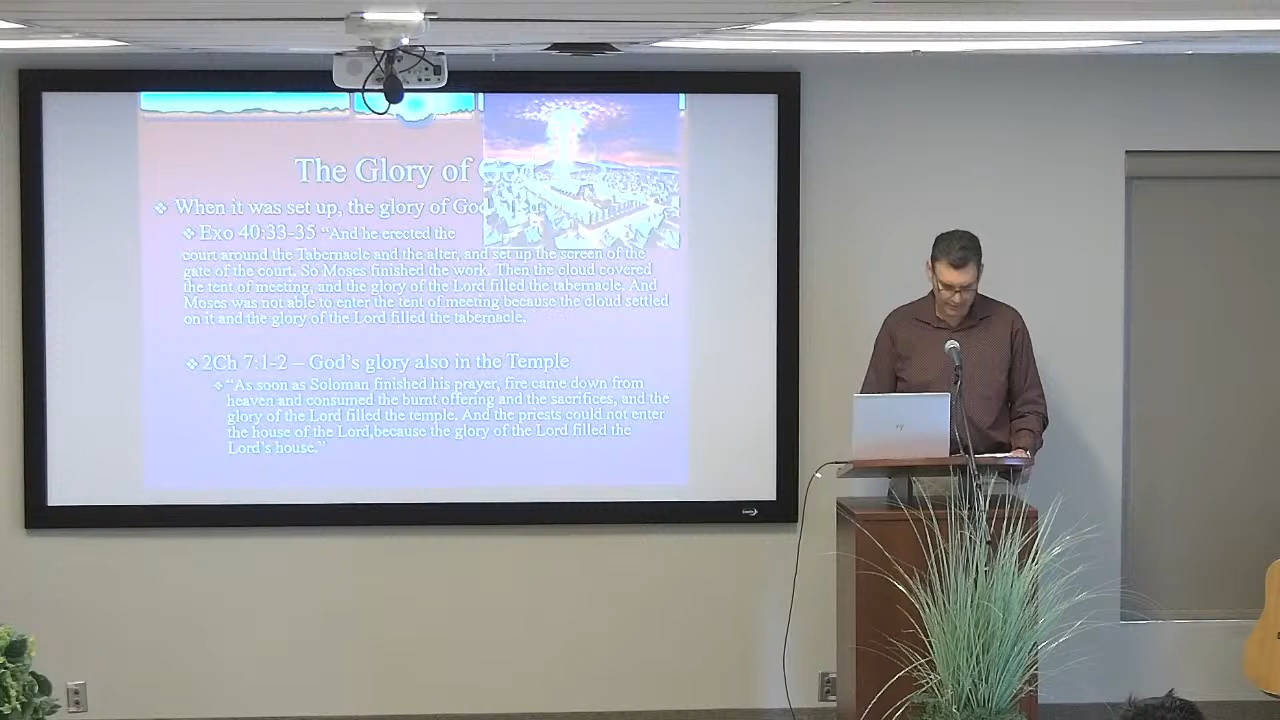 The Glory of God
❖ When it was set up, the glory of God filled
❖ Exo 40:33-35 “And he erected the
court around the Tabernacle and the alter, and set up the screen of the
gate of the court. So Moses finished the work. Then the cloud covered
the tent of meeting, and the glory of the Lord filled the tabernacle. And
Moses was not able to enter the tent of meeting because the cloud settled
on it and the glory of the Lord filled the tabernacle.
❖ 2Ch 7:1-2 – God’s glory also in the Temple
❖ “As soon as Soloman finished his prayer, fire came down from
heaven and consumed the burnt offering and the sacrifices, and the
glory of the Lord filled the temple. And the priests could not enter
the house of the Lord,because the glory of the Lord filled the
Lord’s house.”